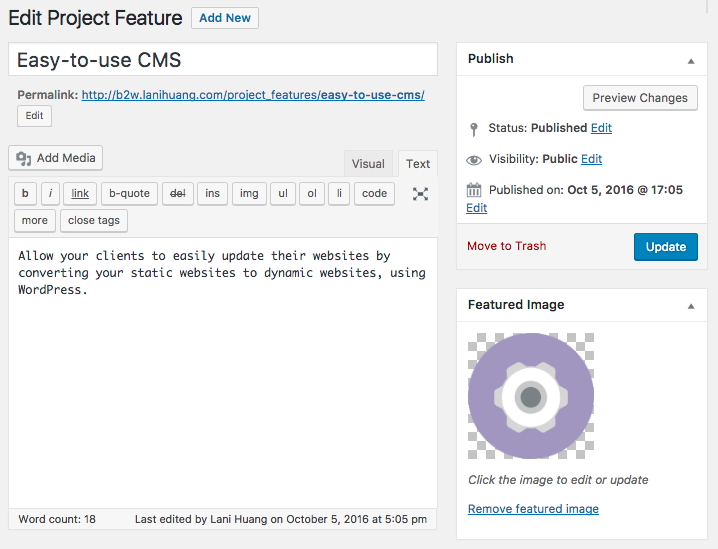 Edit Project Feature Add New
Easy-to-use CMS
Permalink: http://b2w.lanihuang.com/project_features/easy-to-use-cms/
Edit
Add Media
Visual Text
b i link b-quote del ins img ul ol li code
more close tags
Allow your clients to easily update their websites by
converting your static websites to dynamic websites, using
WordPress.
Word count: 18 Last edited by Lani Huang on October 5, 2016 at 5:05 pm
Publish
Preview Changes
Status: Published Edit
Visibility: Public Edit
Published on: Oct 5, 2016 @ 17:05
Edit
Move to Trash Update
Featured Image
Click the image to edit or update
Remove featured image